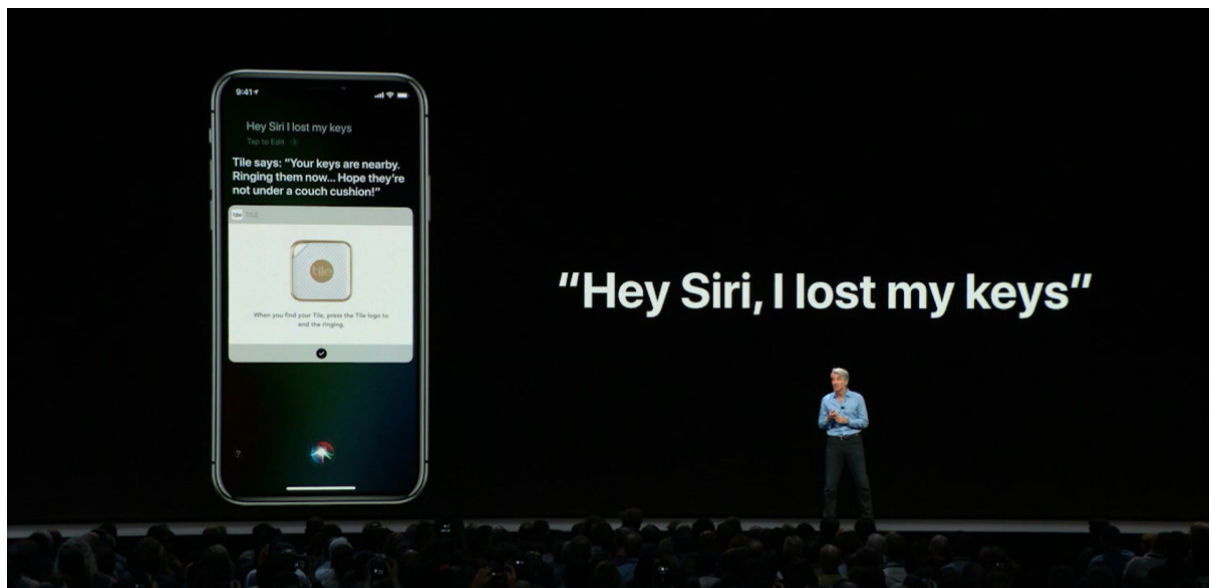 9:41
Hey Siri I lost my keys
Tap to Edit
Tile says: “Your keys are nearby.
Ringing them now... Hope they’re
not under a couch cushion!”
tile TILE
tile
When you find your Tile, press the Tile logo to
end the ringing.
?
“Hey Siri, I lost my keys”